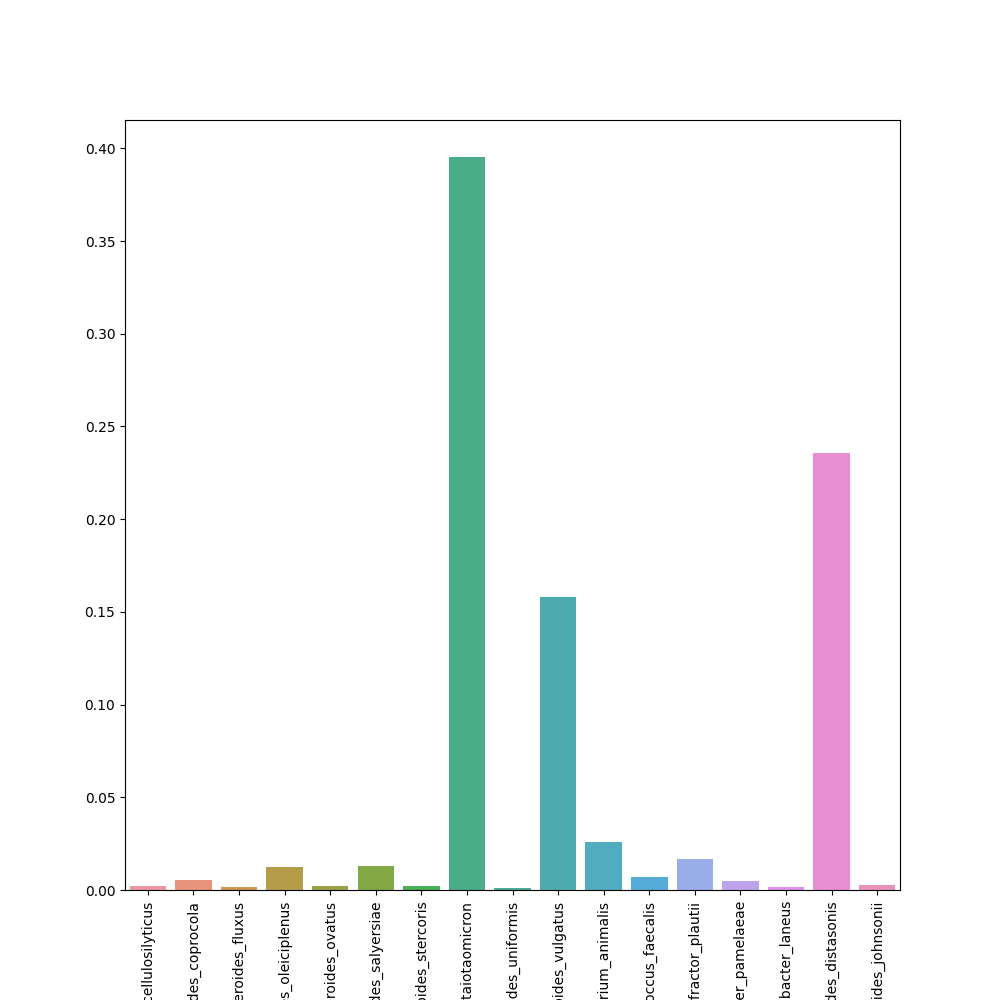 0.40
0.35
0.30
0.25
0.20
0.15
0.10
0.05
0.00
cellulosilyticus
des_coprocola
eroides_fluxus
s_oleiciplenus
roides_ovatus
des_salyersiae
oides_stercoris
taiotaomicron
des_uniformis
oides_vulgatus
rium_animalis
occus_faecalis
fractor_plautii
er_pamelaeae
bacter_laneus
des_distasonis
ides_johnsonii